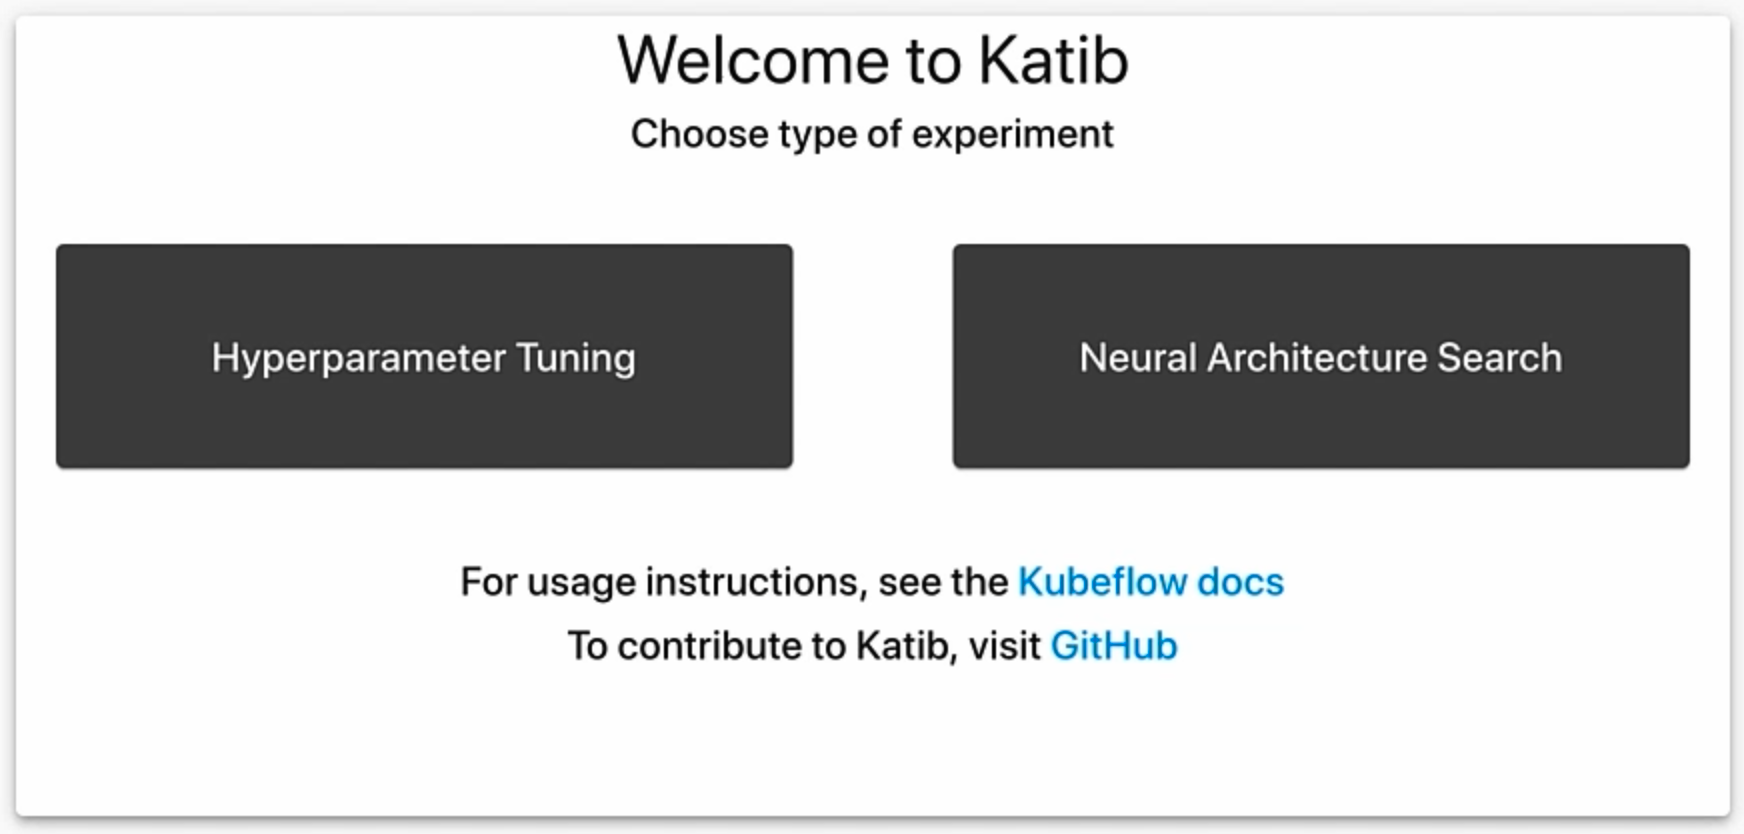 Welcome to Katib
Choose type of experiment
Hyperparameter Tuning
Neural Architecture Search
For usage instructions, see the Kubeflow docs
To contribute to Katib, visit GitHub